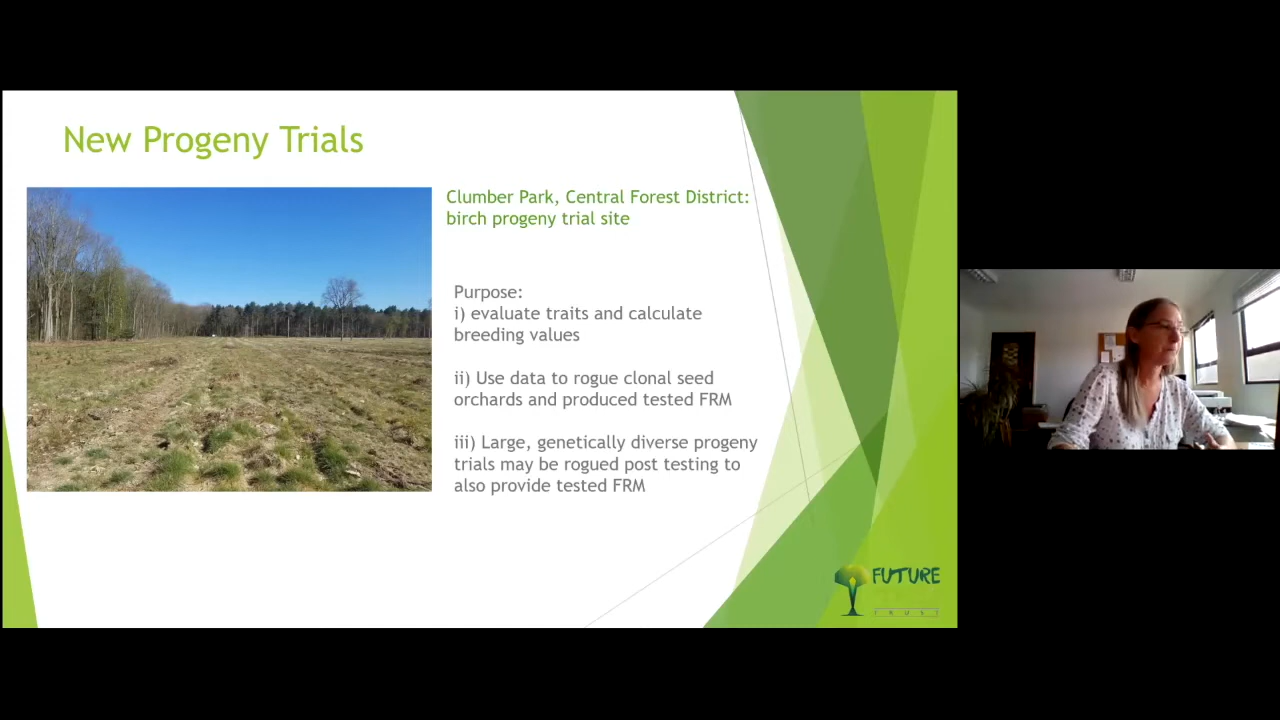 New Progeny Trials
Clumber Park, Central Forest District:
birch progeny trial site
Purpose:
i) evaluate traits and calculate
breeding values
ii) Use data to rogue clonal seed
orchards and produced tested FRM
iii) Large, genetically diverse progeny
trials may be rogued post testing to
also provide tested FRM
FUTURE
TRUST